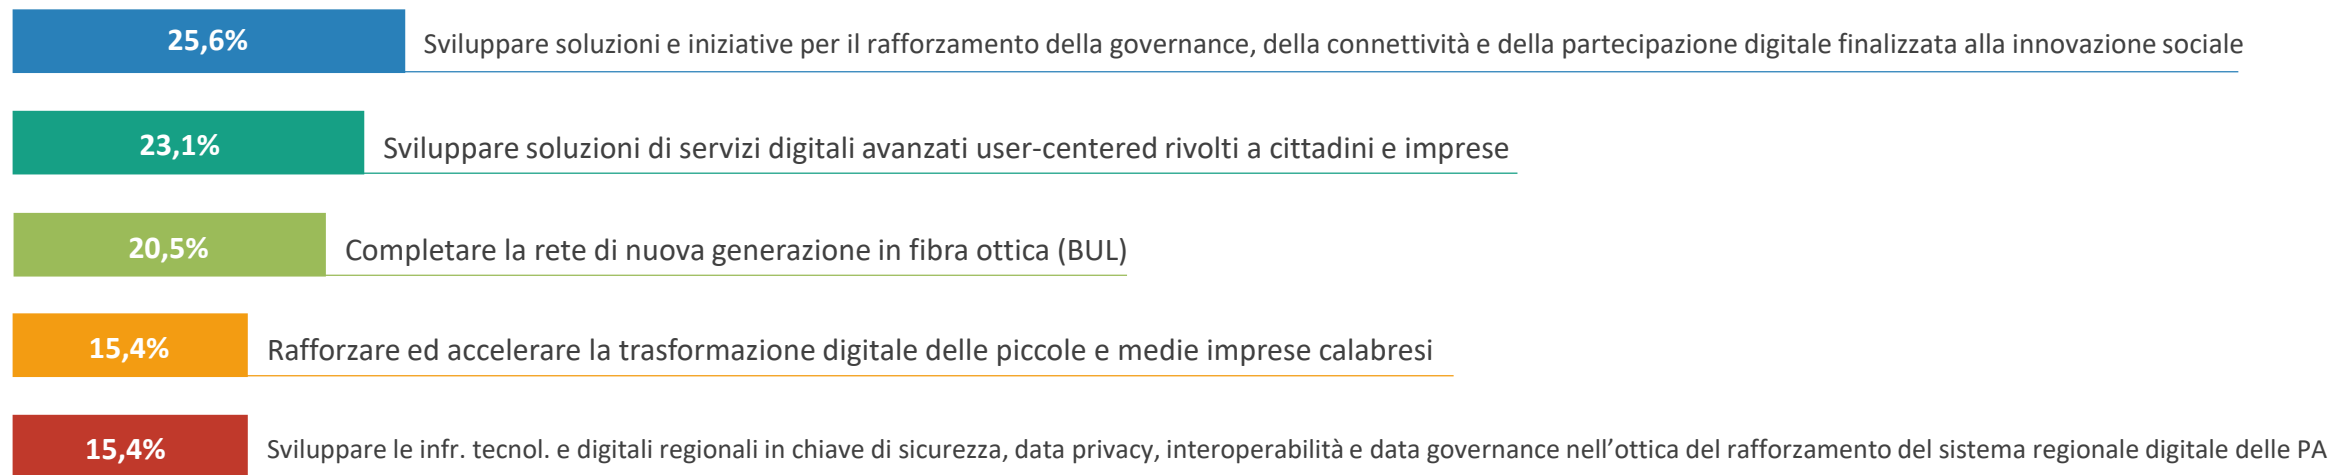 25,6% Sviluppare soluzioni e iniziative per il rafforzamento della governance, della connettività e della partecipazione digitale finalizzata alla innovazione sociale
23,1% Sviluppare soluzioni di servizi digitali avanzati user-centered rivolti a cittadini e imprese
20,5% Completare la rete di nuova generazione in fibra ottica (BUL)
15,4% Rafforzare ed accelerare la trasformazione digitale delle piccole e medie imprese calabresi
15,4% Sviluppare le infr. tecnol. e digitali regionali in chiave di sicurezza, data privacy, interoperabilità e data governance nell’ottica del rafforzamento del sistema regionale digitale delle PA